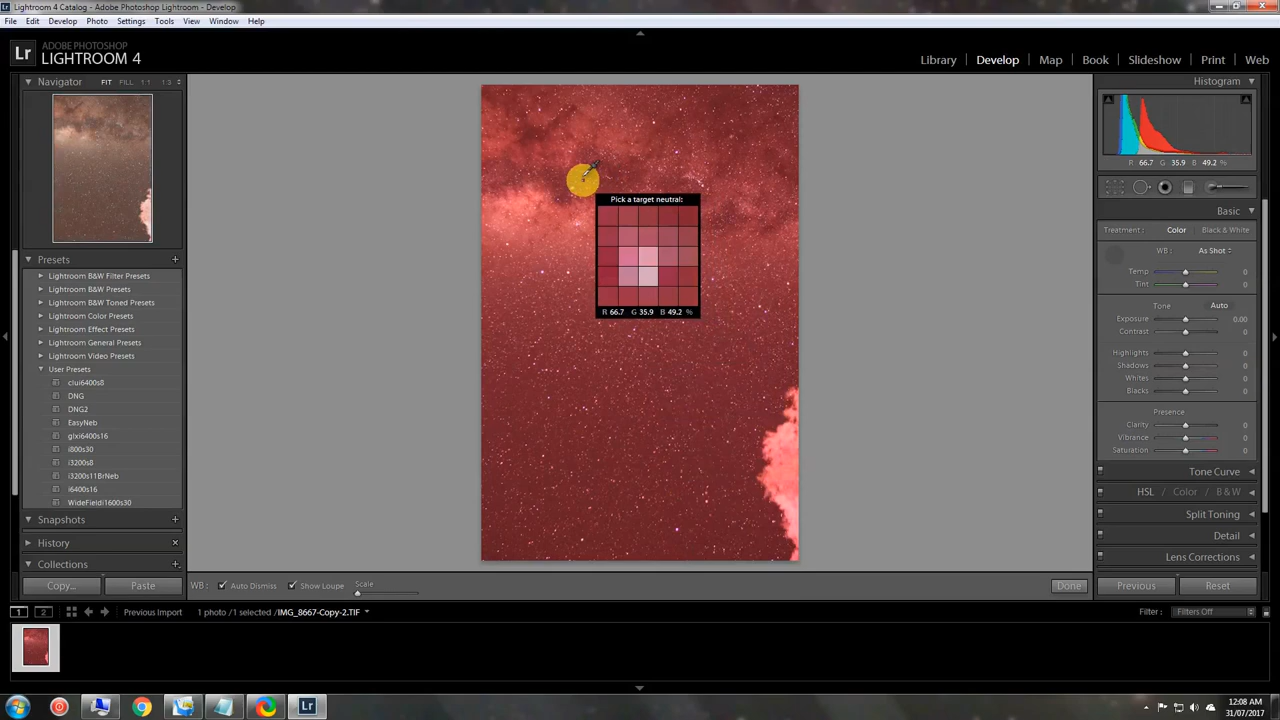 Lightroom 4 Catalog - Adobe Photoshop Lightroom - Develop
File Edit Develop Photo Settings Tools View Window Help
Lr ADOBE PHOTOSHOP
LIGHTROOM 4
Library Develop Map Book Slideshow Print Web
Navigator FIT FILL 1:1 1:3
Presets
Lightroom B&W Filter Presets
Lightroom B&W Presets
Lightroom B&W Toned Presets
Lightroom Color Presets
Lightroom Effect Presets
Lightroom General Presets
Lightroom Video Presets
User Presets
clui6400s8
DNG
DNG2
EasyNeb
glxi6400s16
i800s30
i3200s8
i3200s11BrNeb
i6400s16
WideFieldi1600s30
Snapshots
History
Collections
Copy... Paste
Pick a target neutral:
R 66.7 G 35.9 B 49.2 %
WB : Auto Dismiss Show Loupe Scale
Done
Histogram
R 66.7 G 35.9 B 49.2 %
Basic
Treatment : Color Black & White
WB : As Shot
Temp 0
Tint 0
Tone Auto
Exposure 0.00
Contrast 0
Highlights 0
Shadows 0
Whites 0
Blacks 0
Presence
Clarity 0
Vibrance 0
Saturation 0
Tone Curve
HSL / Color / B & W
Split Toning
Detail
Lens Corrections
Previous Reset
1 2 Previous Import 1 photo / 1 selected / IMG_8667-Copy-2.TIF
Filter : Filters Off
Lr
12:08 AM
31/07/2017